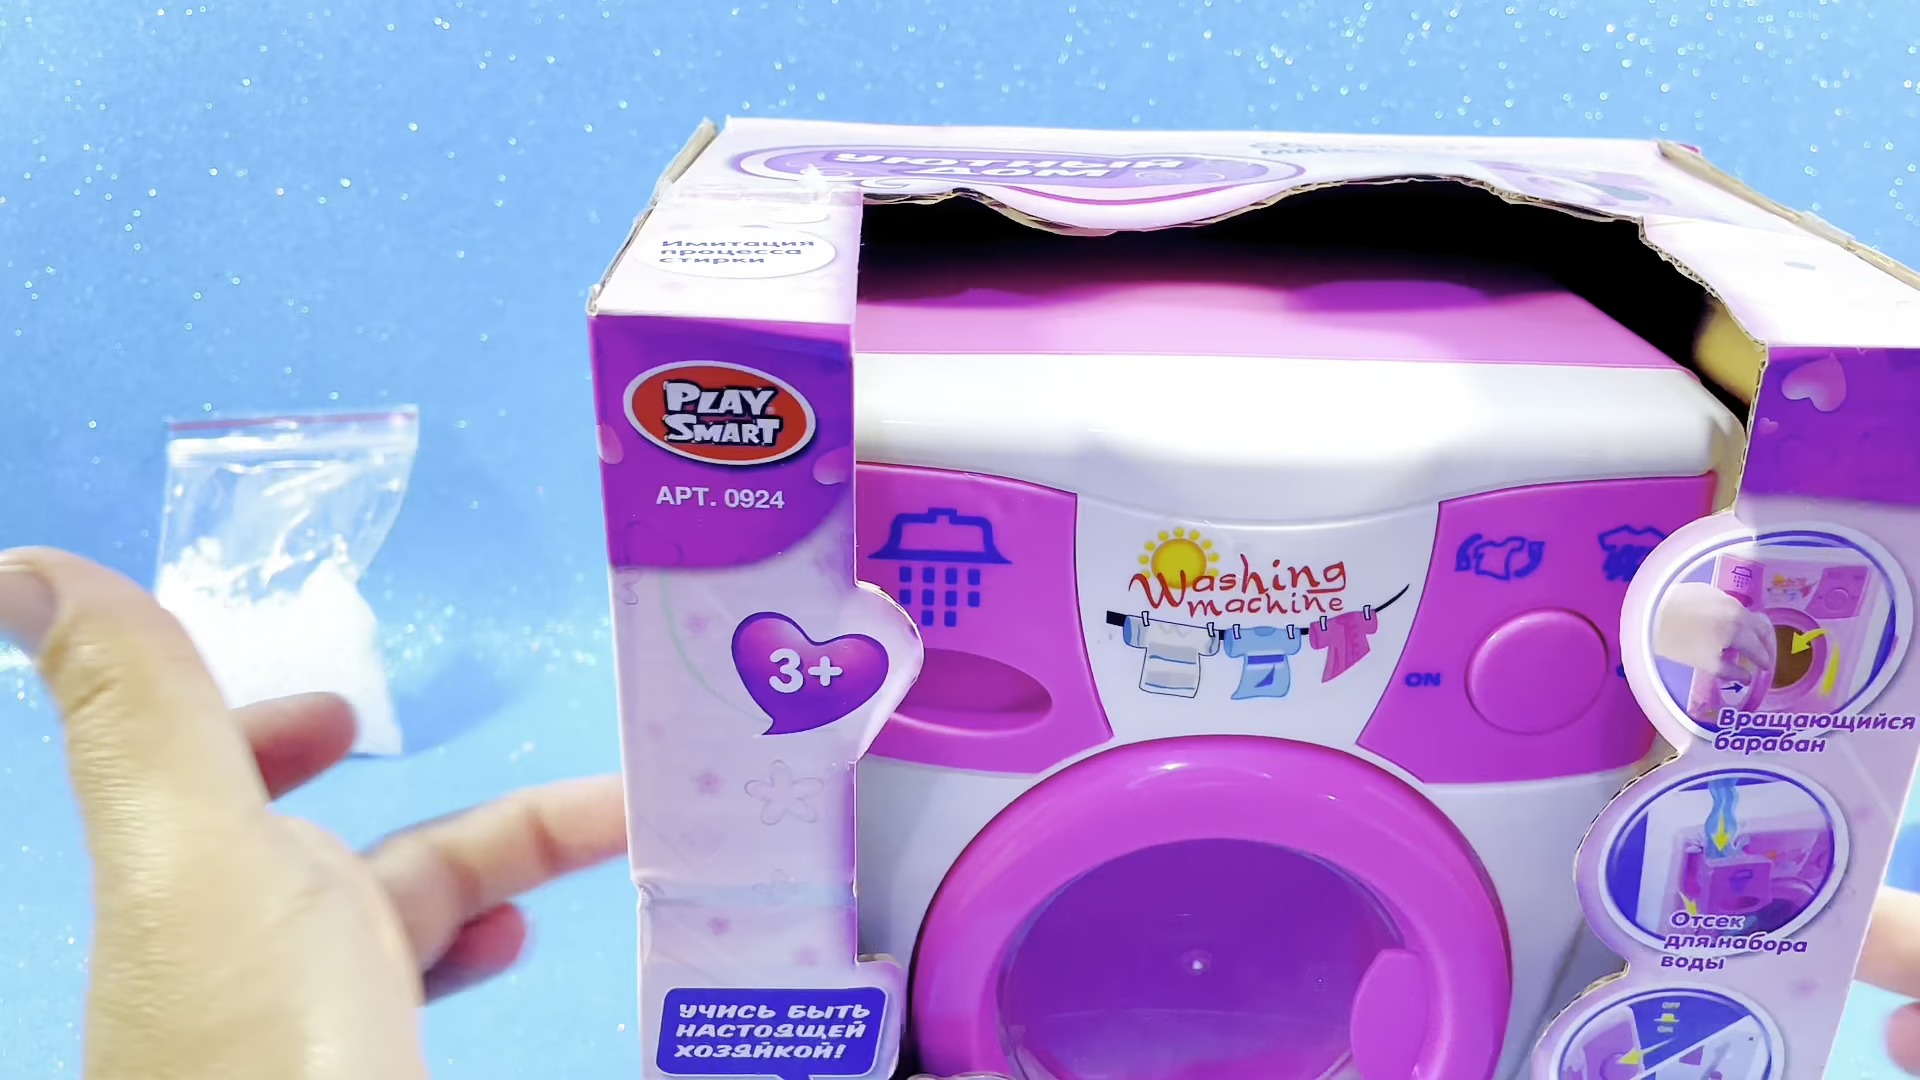 УЮТНЫЙ
ДОМ
Имитация
процесса
стирки
PLAY
SMART
АРТ. 0924
3+
Washing
machine
ON
Вращающийся
барабан
Отсек
для набора
воды
УЧИСЬ БЫТЬ
НАСТОЯЩЕЙ
ХОЗЯЙКОЙ!